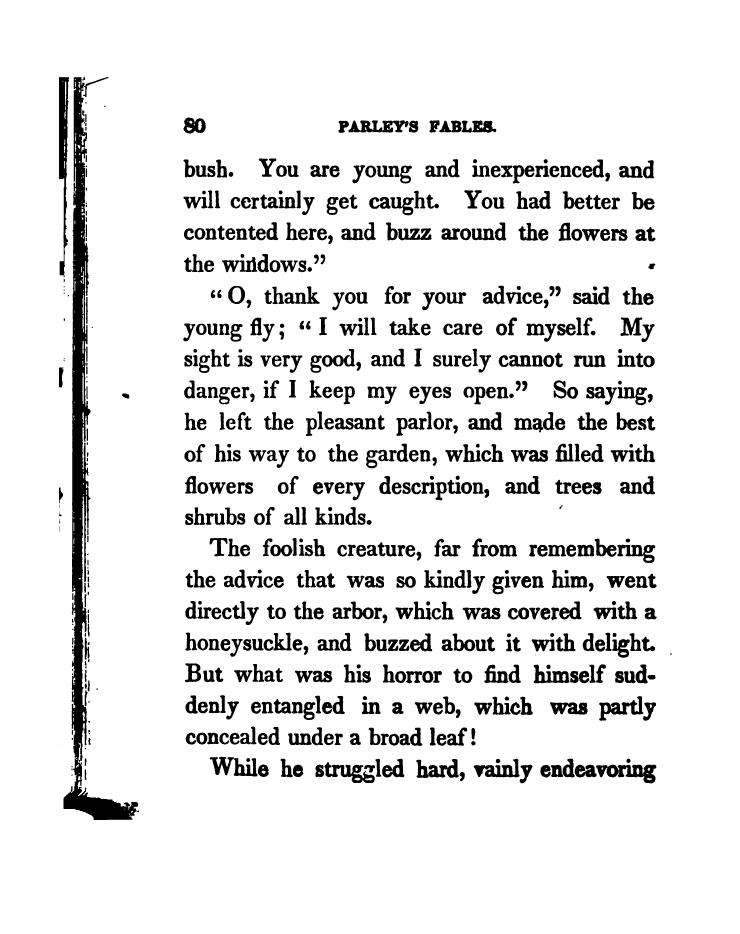 80 PARLEY'S FABLES.
bush. You are young and inexperienced, and
will certainly get caught. You had better be
contented here, and buzz around the flowers at
the windows.”
“ O, thank you for your advice,” said the
young fly; “ I will take care of myself. My
sight is very good, and I surely cannot run into
danger, if I keep my eyes open.” So saying,
he left the pleasant parlor, and made the best
of his way to the garden, which was filled with
flowers of every description, and trees and
shrubs of all kinds.
The foolish creature, far from remembering
the advice that was so kindly given him, went
directly to the arbor, which was covered with a
honeysuckle, and buzzed about it with delight.
But what was his horror to find himself sud-
denly entangled in a web, which was partly
concealed under a broad leaf!
While he struggled hard, vainly endeavoring